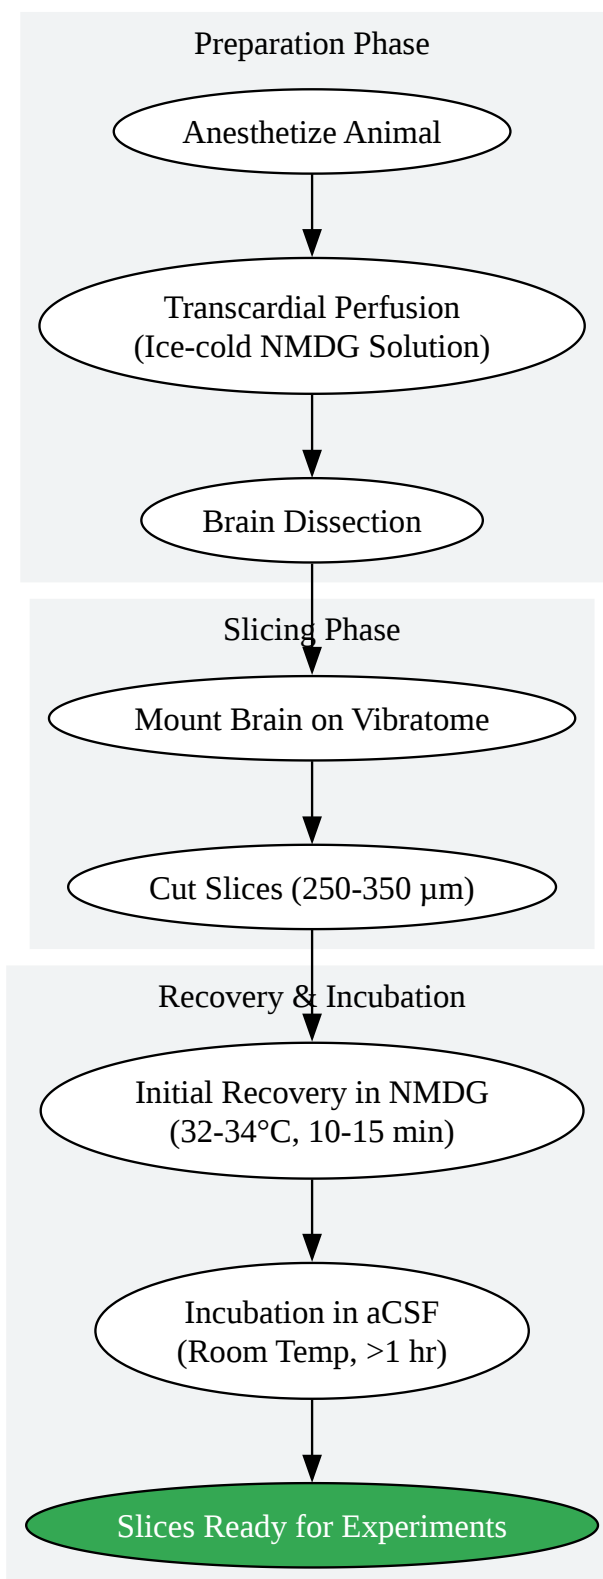 Preparation Phase
Anesthetize Animal
Transcardial Perfusion
(Ice-cold NMDG Solution)
Brain Dissection
Slicing Phase
Mount Brain on Vibratome
Cut Slices (250-350 µm)
Recovery & Incubation
Initial Recovery in NMDG
(32-34°C, 10-15 min)
Incubation in aCSF
(Room Temp, >1 hr)
Slices Ready for Experiments